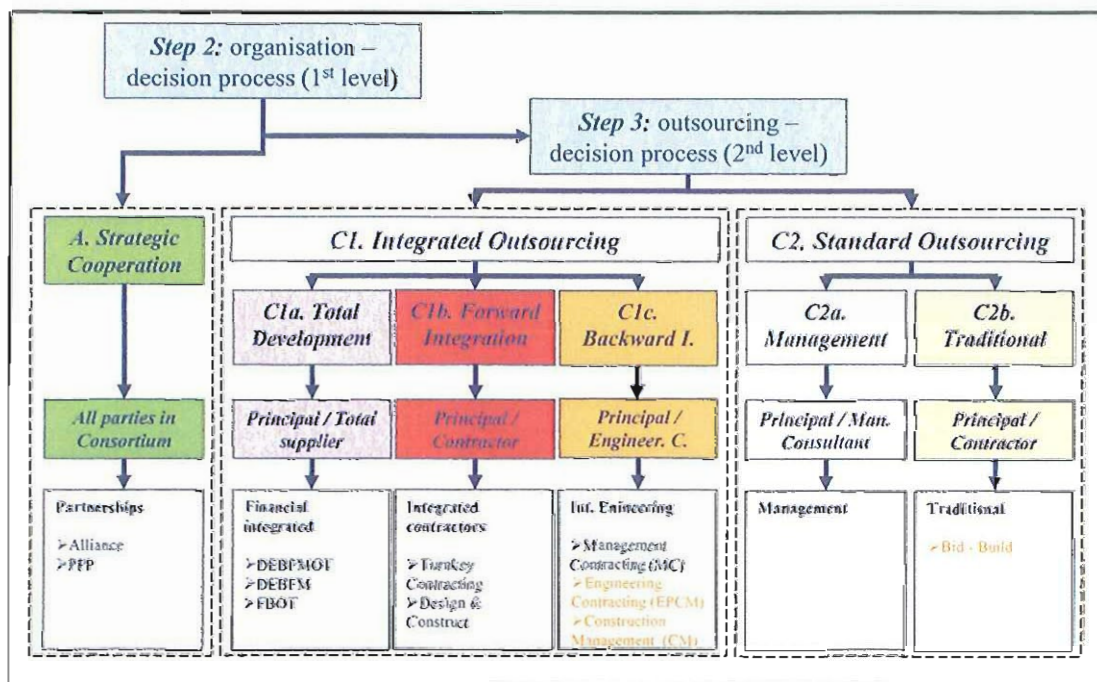 Step 2: organisation –
decision process (1st level)
Step 3: outsourcing –
decision process (2nd level)
A. Strategic
Cooperation
C1. Integrated Outsourcing
C2. Standard Outsourcing
C1a. Total
Development
C1b. Forward
Integration
C1c.
Backward I.
C2a.
Management
C2b.
Traditional
All parties in
Consortium
Principal / Total
supplier
Principal /
Contractor
Principal /
Engineer. C.
Principal / Man.
Consultant
Principal /
Contractor
Partnerships
➢Alliance
➢PPP
Financial
integrated
➢DEBFMOT
➢DEBFM
➢FBOT
Integrated
contractors
➢Turnkey
Contracting
➢Design &
Construct
Int. Enineering
➢Management
Contracting (MC)
➢Engineering
Contracting (EPCM)
➢Construction
Management (CM)
Management
Traditional
➢Bid - Build